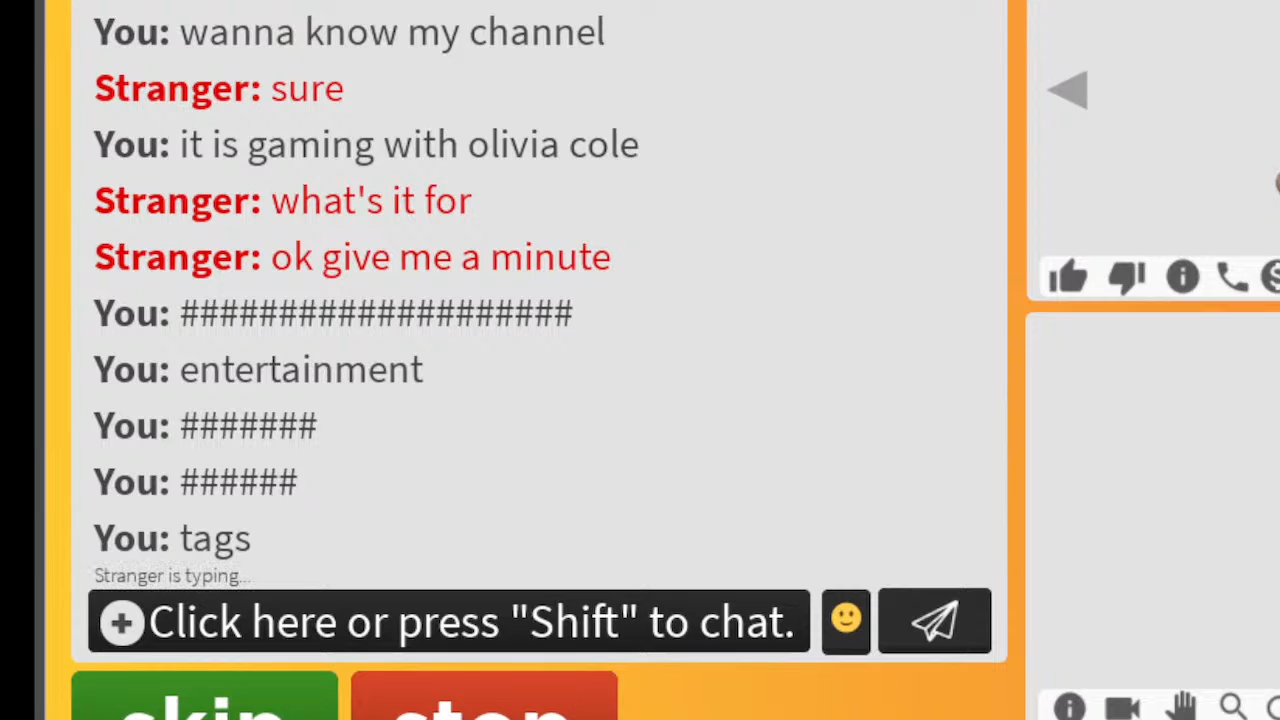 You: wanna know my channel
Stranger: sure
You: it is gaming with olivia cole
Stranger: what's it for
Stranger: ok give me a minute
You: ####################
You: entertainment
You: #######
You: ######
You: tags
Stranger is typing...
Click here or press "Shift" to chat.
skip stop